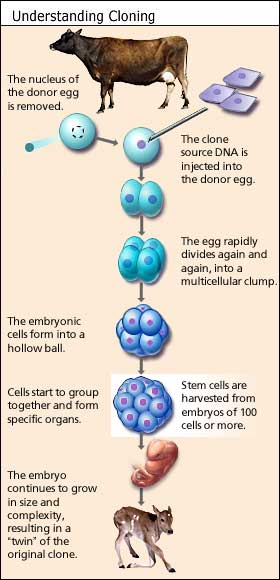 Understanding Cloning
The nucleus of
the donor egg
is removed.
The clone
source DNA is
injected into
the donor egg.
The egg rapidly
divides again and
again, into a
multicellular clump.
The embryonic
cells form into a
hollow ball.
Cells start to group
together and form
specific organs.
Stem cells are
harvested from
embryos of 100
cells or more.
The embryo
continues to grow
in size and
complexity,
resulting in a
"twin" of the
original clone.